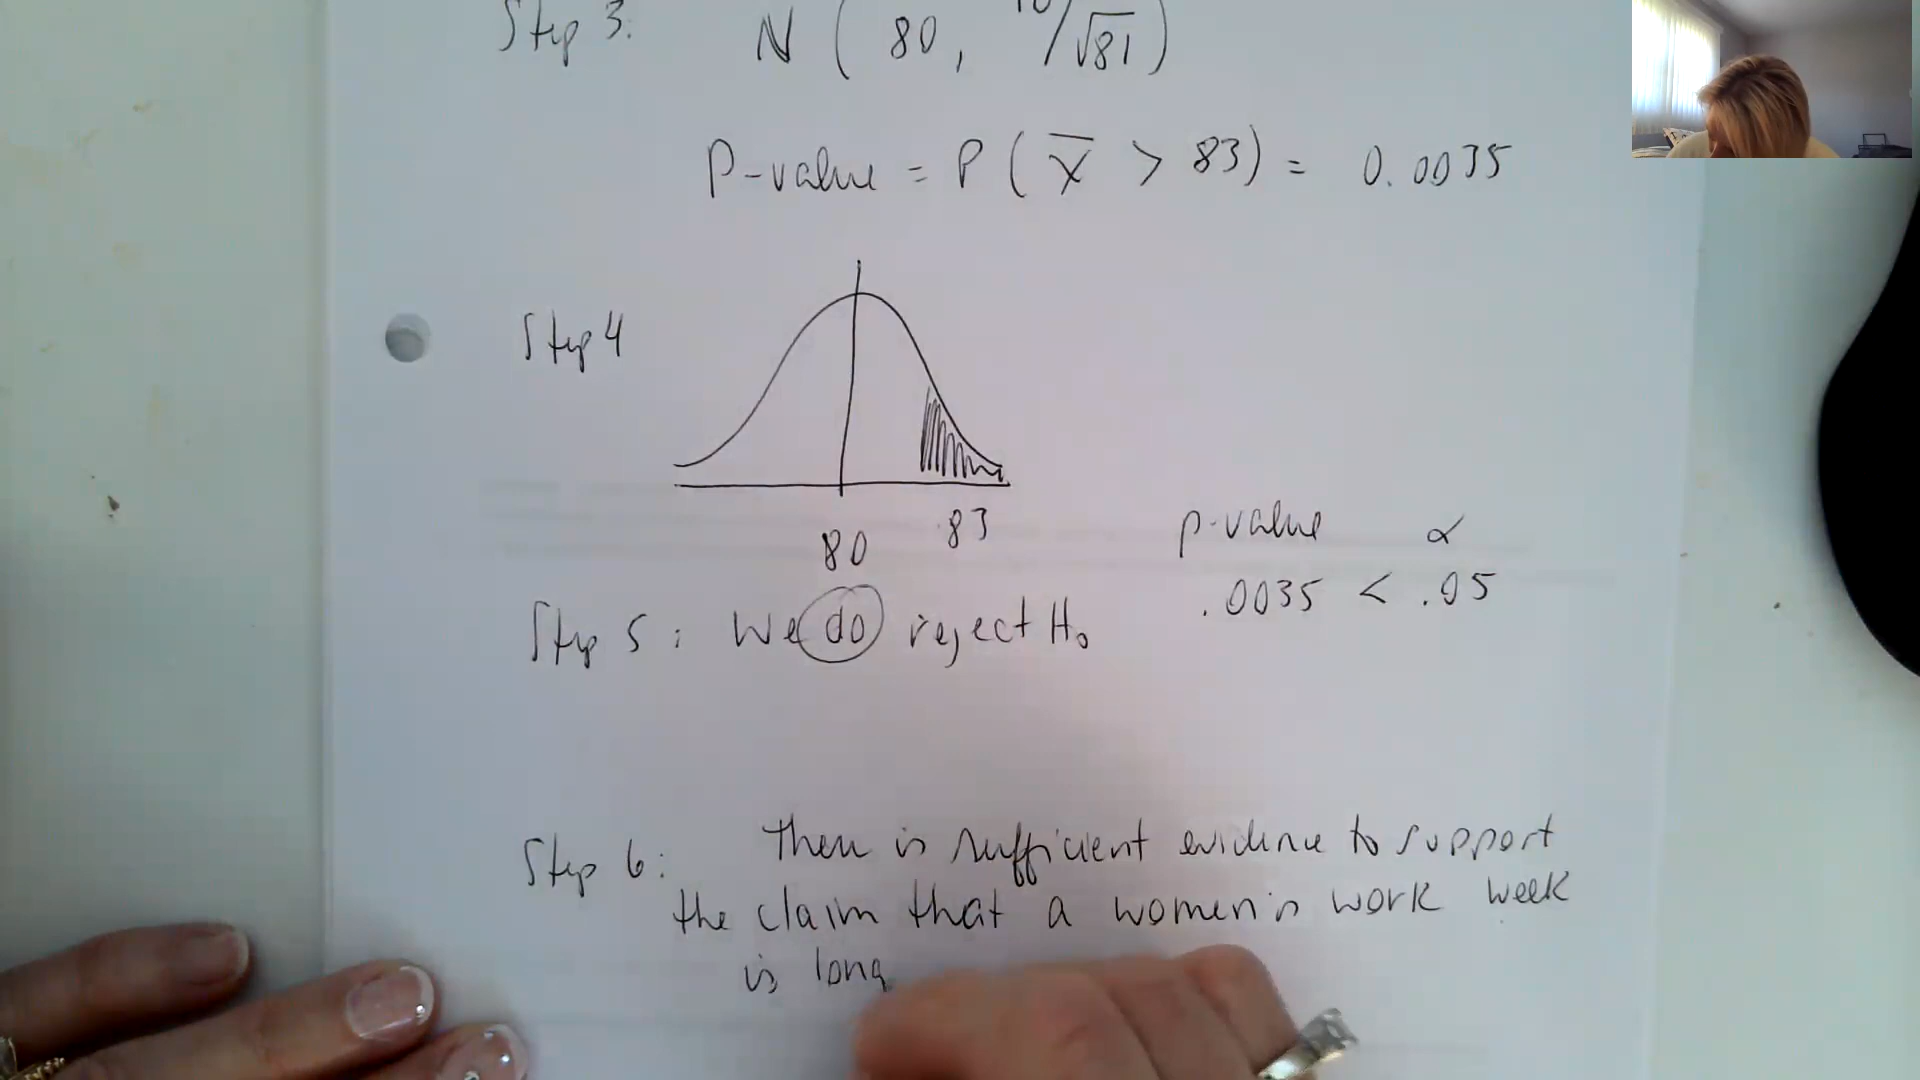 Step 3: N ( 80, 10/√81 )
P-value = P ( x̅ > 83) = 0.0035
Step 4
80 83
p-value α
.0035 < .05
Step 5: We do reject H₀
Step 6: There is sufficient evidence to support
the claim that a women's work week
is long